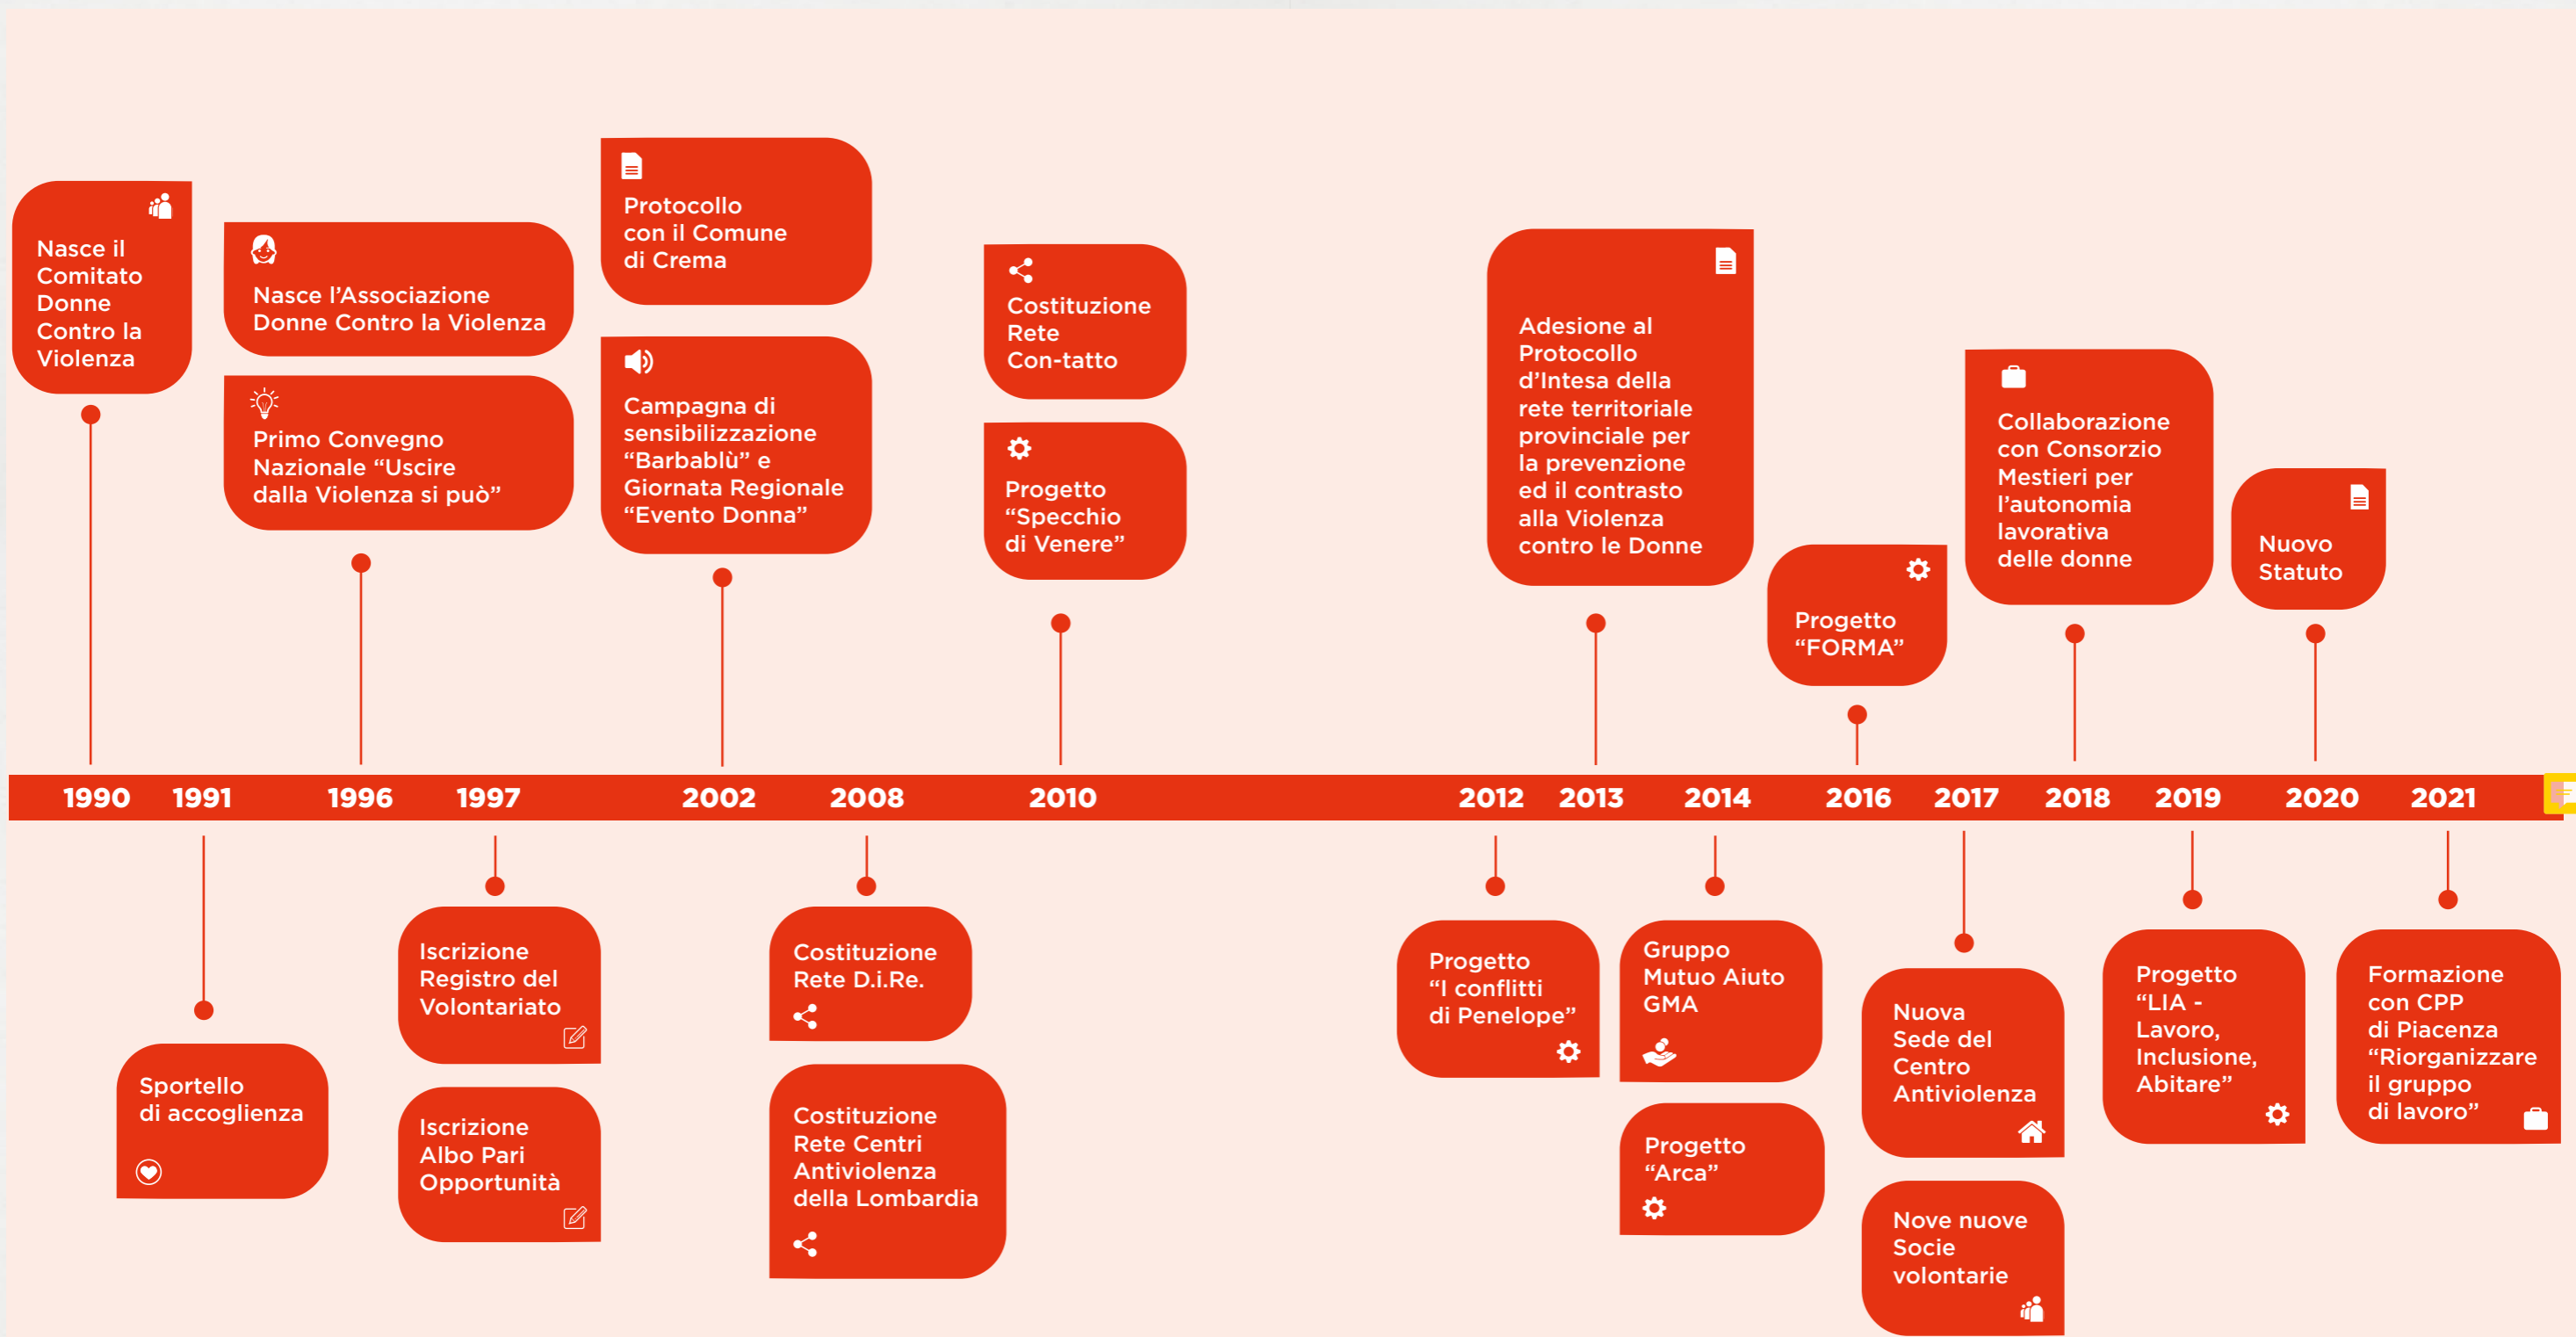 Nasce il
Comitato
Donne
Contro la
Violenza
Nasce l’Associazione
Donne Contro la Violenza
Primo Convegno
Nazionale “Uscire
dalla Violenza si può”
Protocollo
con il Comune
di Crema
Campagna di
sensibilizzazione
“Barbablù” e
Giornata Regionale
“Evento Donna”
Costituzione
Rete
Con-tatto
Progetto
“Specchio
di Venere”
Adesione al
Protocollo
d’Intesa della
rete territoriale
provinciale per
la prevenzione
ed il contrasto
alla Violenza
contro le Donne
Progetto
“FORMA”
Collaborazione
con Consorzio
Mestieri per
l’autonomia
lavorativa
delle donne
Nuovo
Statuto
1990 1991 1996 1997 2002 2008 2010 2012 2013 2014 2016 2017 2018 2019 2020 2021
Sportello
di accoglienza
Iscrizione
Registro del
Volontariato
Iscrizione
Albo Pari
Opportunità
Costituzione
Rete D.i.Re.
Costituzione
Rete Centri
Antiviolenza
della Lombardia
Progetto
“I conflitti
di Penelope”
Gruppo
Mutuo Aiuto
GMA
Progetto
“Arca”
Nuova
Sede del
Centro
Antiviolenza
Nove nuove
Socie
volontarie
Progetto
“LIA -
Lavoro,
Inclusione,
Abitare”
Formazione
con CPP
di Piacenza
“Riorganizzare
il gruppo
di lavoro”